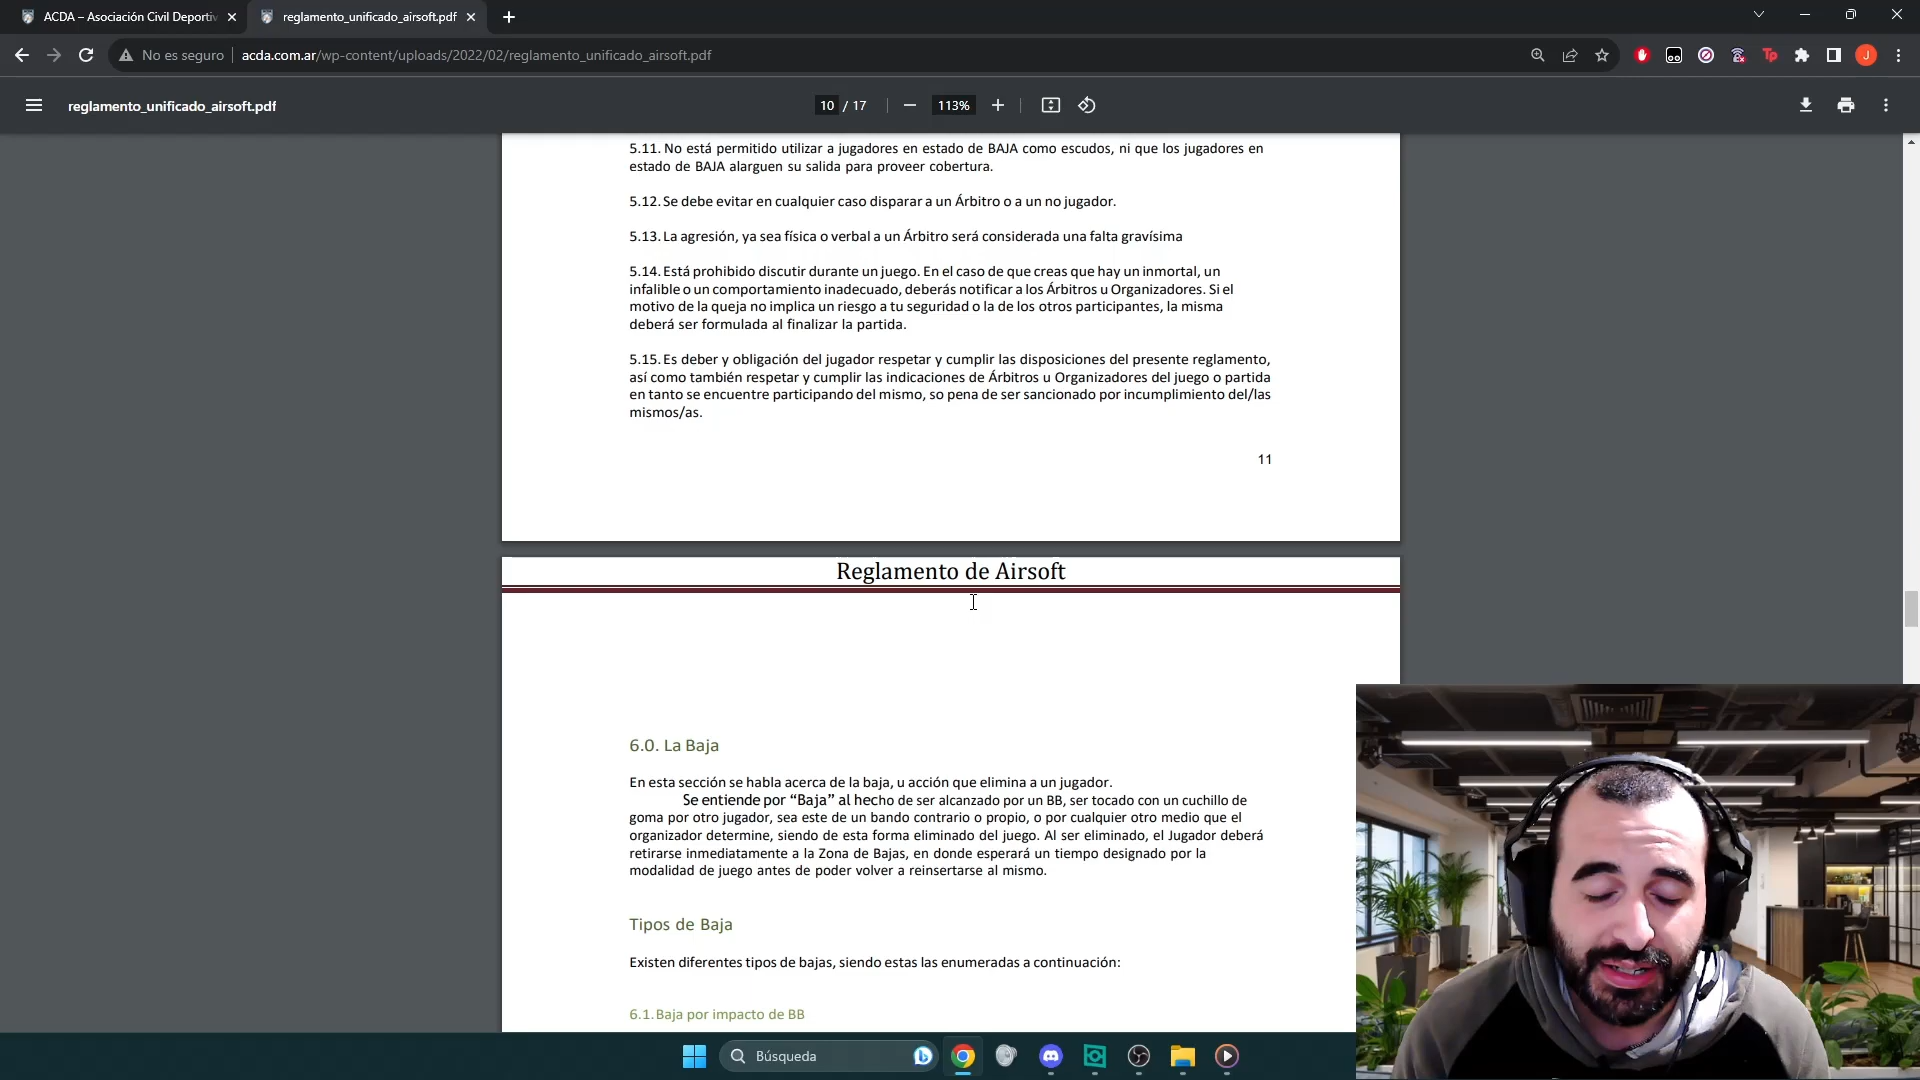 ACDA – Asociación Civil Deportiv
reglamento_unificado_airsoft.pdf
No es seguro
acda.com.ar/wp-content/uploads/2022/02/reglamento_unificado_airsoft.pdf
Tp
J
reglamento_unificado_airsoft.pdf
10 / 17
113%
5.11. No está permitido utilizar a jugadores en estado de BAJA como escudos, ni que los jugadores en
estado de BAJA alarguen su salida para proveer cobertura.
5.12. Se debe evitar en cualquier caso disparar a un Árbitro o a un no jugador.
5.13. La agresión, ya sea física o verbal a un Árbitro será considerada una falta gravísima
5.14. Está prohibido discutir durante un juego. En el caso de que creas que hay un inmortal, un
infalible o un comportamiento inadecuado, deberás notificar a los Árbitros u Organizadores. Si el
motivo de la queja no implica un riesgo a tu seguridad o la de los otros participantes, la misma
deberá ser formulada al finalizar la partida.
5.15. Es deber y obligación del jugador respetar y cumplir las disposiciones del presente reglamento,
así como también respetar y cumplir las indicaciones de Árbitros u Organizadores del juego o partida
en tanto se encuentre participando del mismo, so pena de ser sancionado por incumplimiento del/las
mismos/as.
11
Reglamento de Airsoft
6.0. La Baja
En esta sección se habla acerca de la baja, u acción que elimina a un jugador.
Se entiende por “Baja” al hecho de ser alcanzado por un BB, ser tocado con un cuchillo de
goma por otro jugador, sea este de un bando contrario o propio, o por cualquier otro medio que el
organizador determine, siendo de esta forma eliminado del juego. Al ser eliminado, el Jugador deberá
retirarse inmediatamente a la Zona de Bajas, en donde esperará un tiempo designado por la
modalidad de juego antes de poder volver a reinsertarse al mismo.
Tipos de Baja
Existen diferentes tipos de bajas, siendo estas las enumeradas a continuación:
6.1. Baja por impacto de BB
Búsqueda